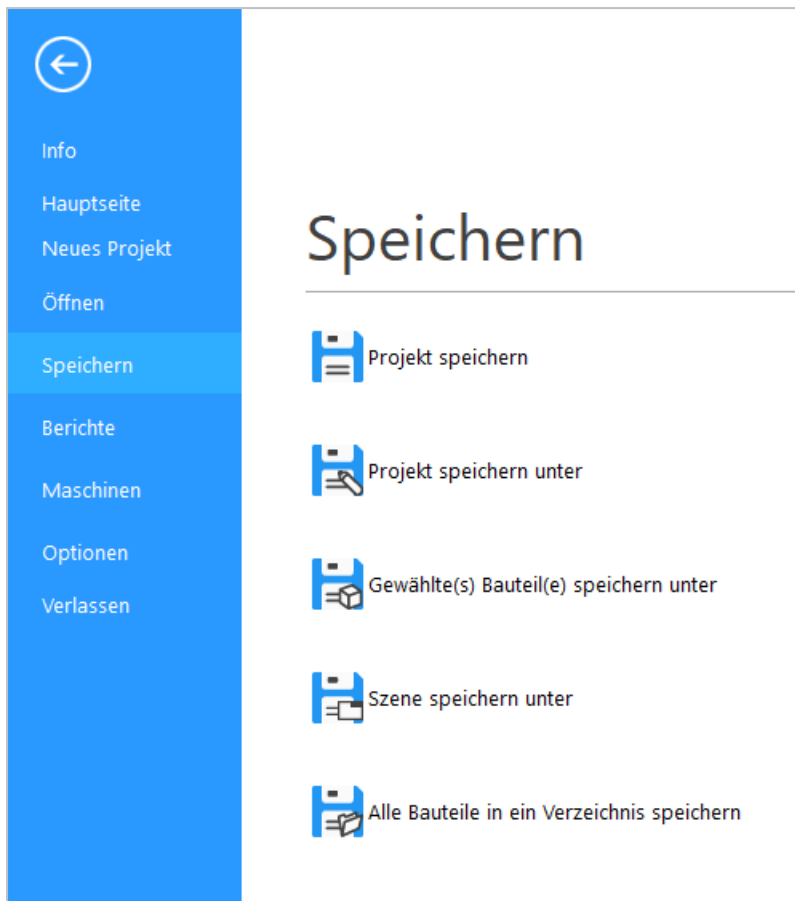 Info
Hauptseite
Neues Projekt
Öffnen
Speichern
Berichte
Maschinen
Optionen
Verlassen
Speichern
Projekt speichern
Projekt speichern unter
Gewählte(s) Bauteil(e) speichern unter
Szene speichern unter
Alle Bauteile in ein Verzeichnis speichern